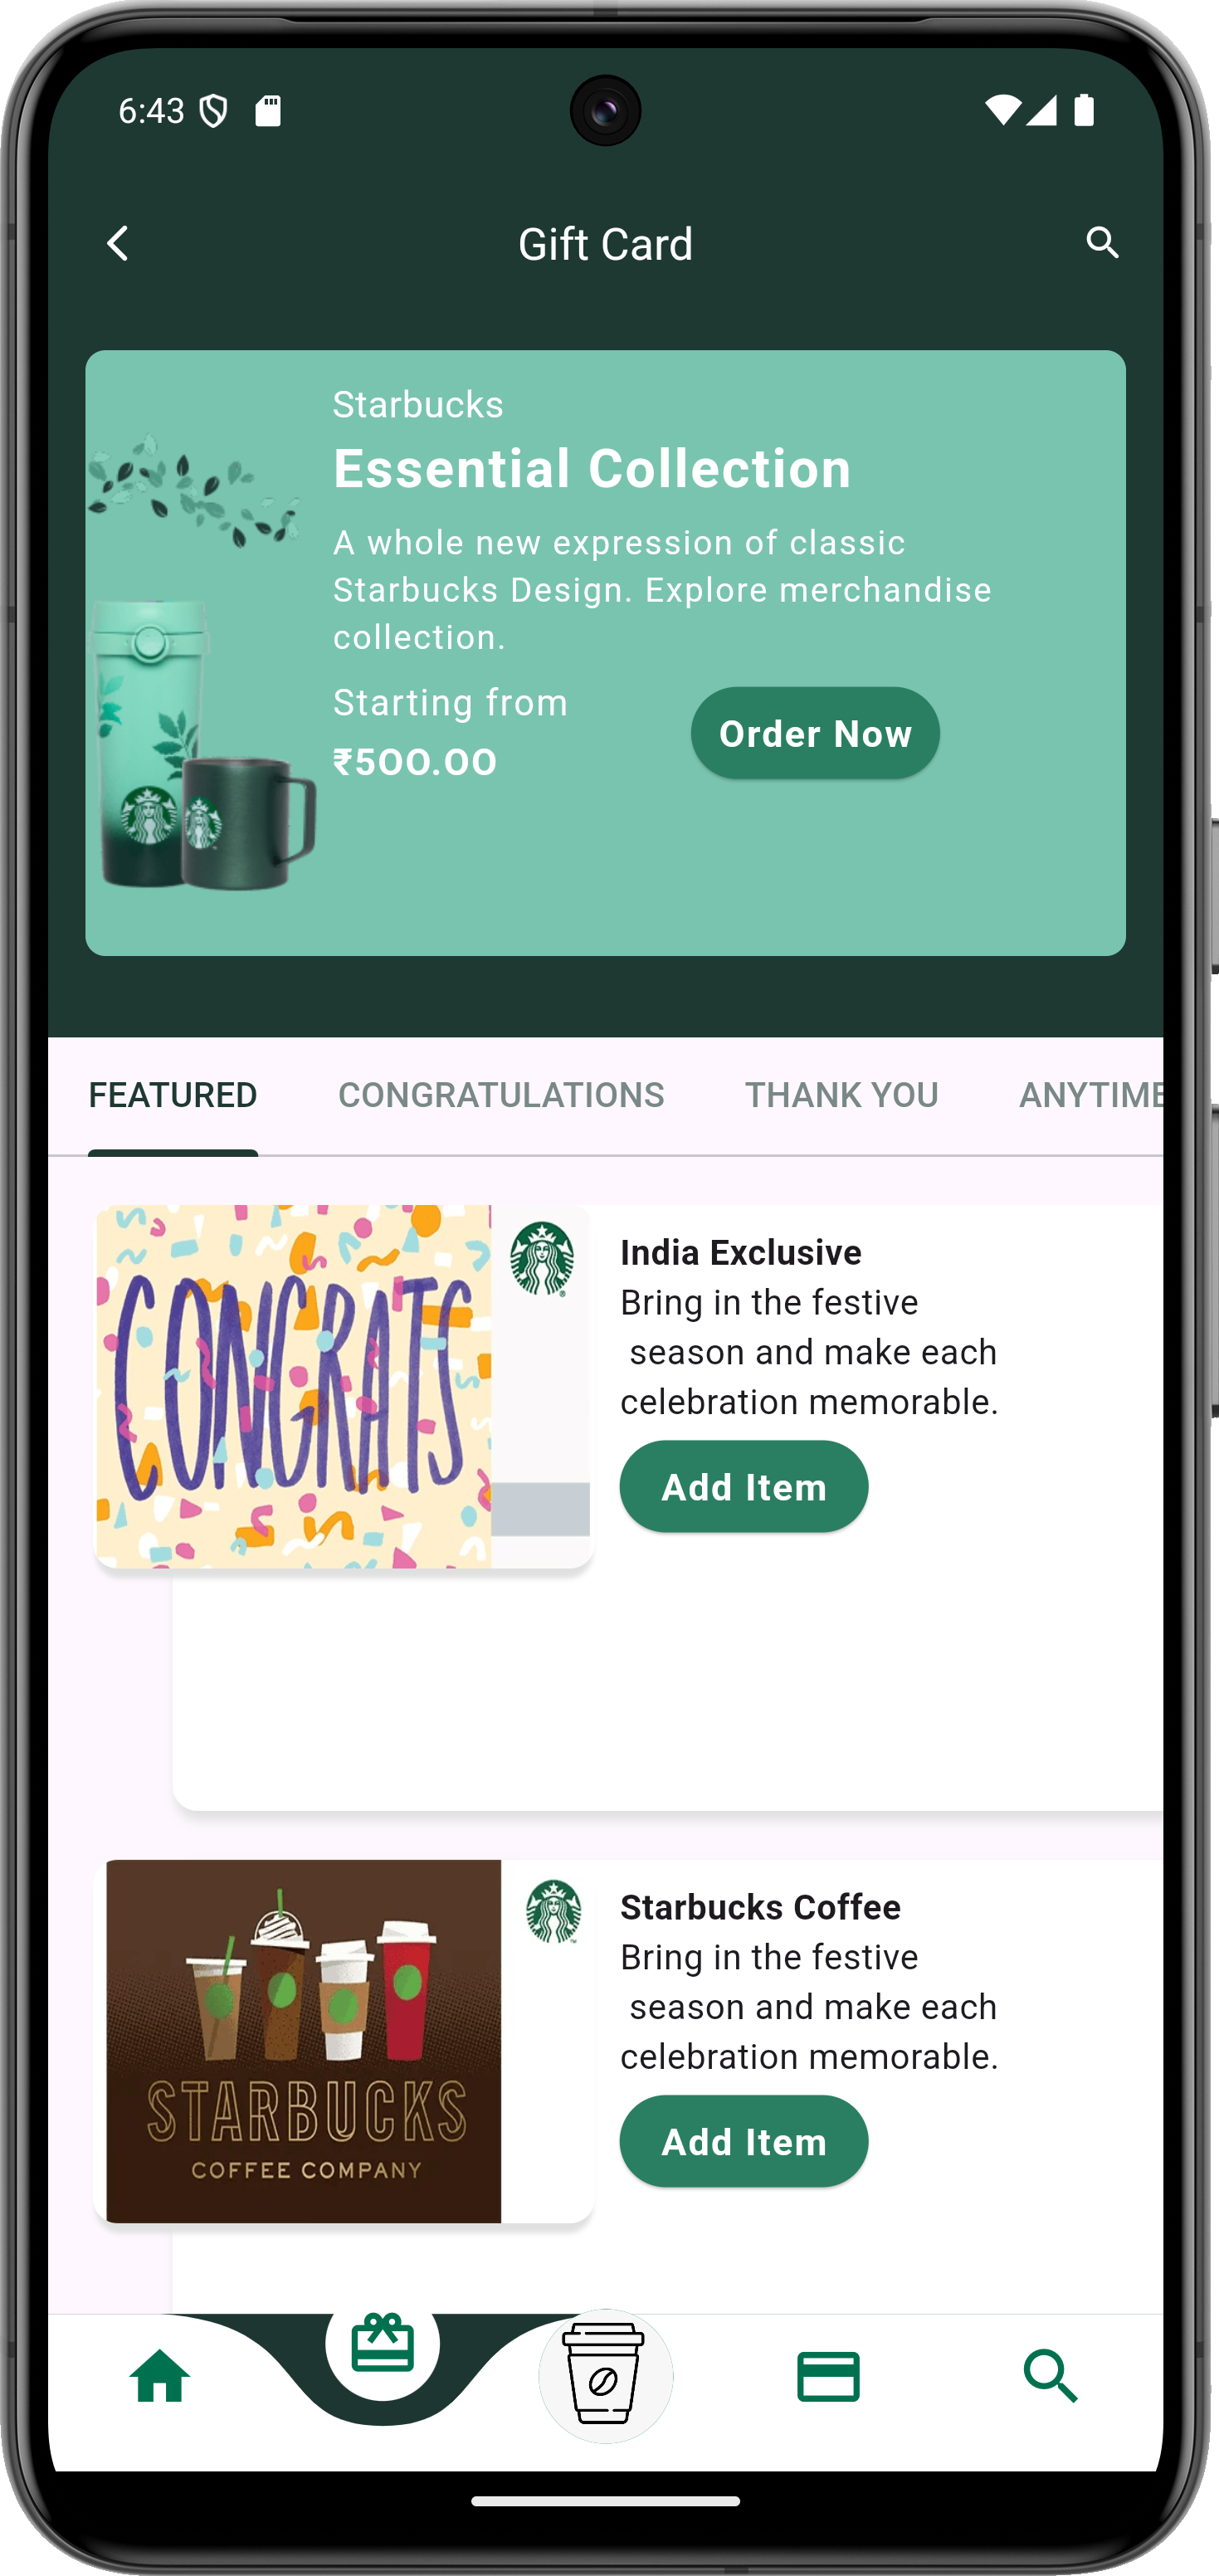 6:43
Gift Card
Starbucks
Essential Collection
A whole new expression of classic
Starbucks Design. Explore merchandise
collection.
Starting from
₹500.00
Order Now
FEATURED
CONGRATULATIONS
THANK YOU
ANYTIME
CONGRATS
India Exclusive
Bring in the festive
season and make each
celebration memorable.
Add Item
STARBUCKS
COFFEE COMPANY
Starbucks Coffee
Bring in the festive
season and make each
celebration memorable.
Add Item